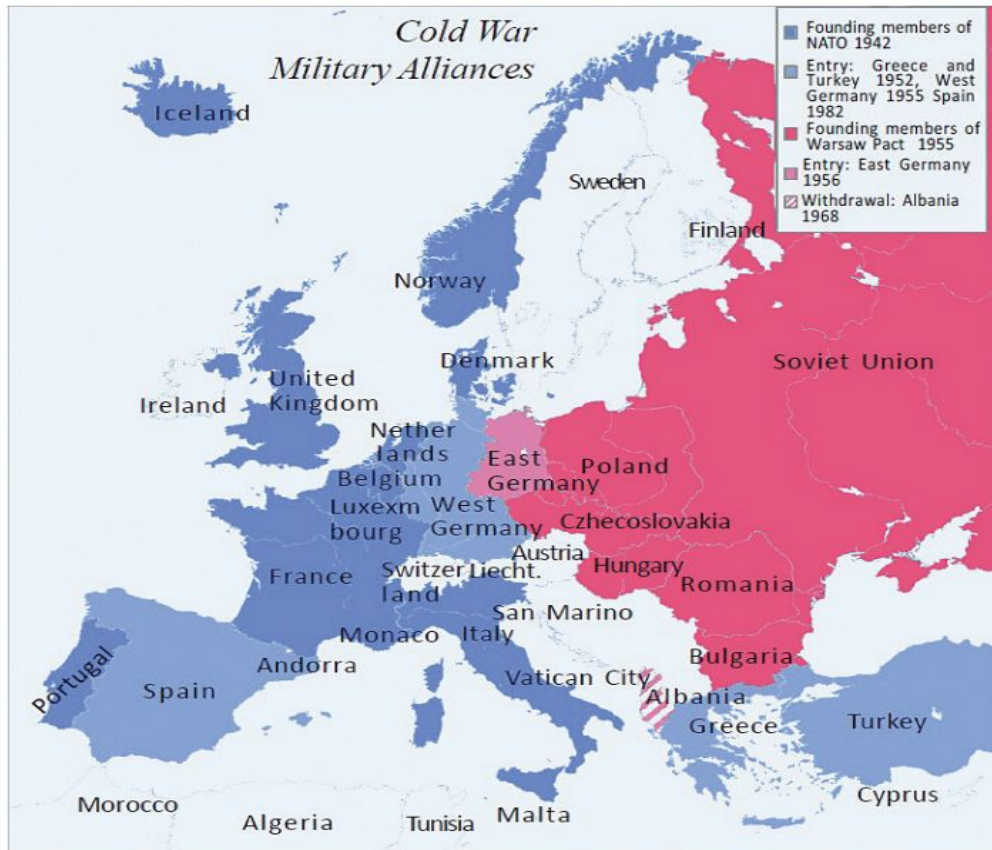 Cold War
Military Alliances
Founding members of
NATO 1942
Entry: Greece and
Turkey 1952, West
Germany 1955 Spain
1982
Founding members of
Warsaw Pact 1955
Entry: East Germany
1956
Withdrawal: Albania
1968
Iceland
Sweden
Finland
Norway
Denmark
Soviet Union
United
Kingdom
Ireland
Nether
lands
Belgium
East
Germany
Poland
Luxexm
bourg
West
Germany
Czhecoslovakia
Austria
France
Switzer
land
Liecht.
Hungary
Romania
San Marino
Monaco
Italy
Bulgaria
Portugal
Spain
Andorra
Vatican City
Albania
Greece
Turkey
Morocco
Algeria
Tunisia
Malta
Cyprus